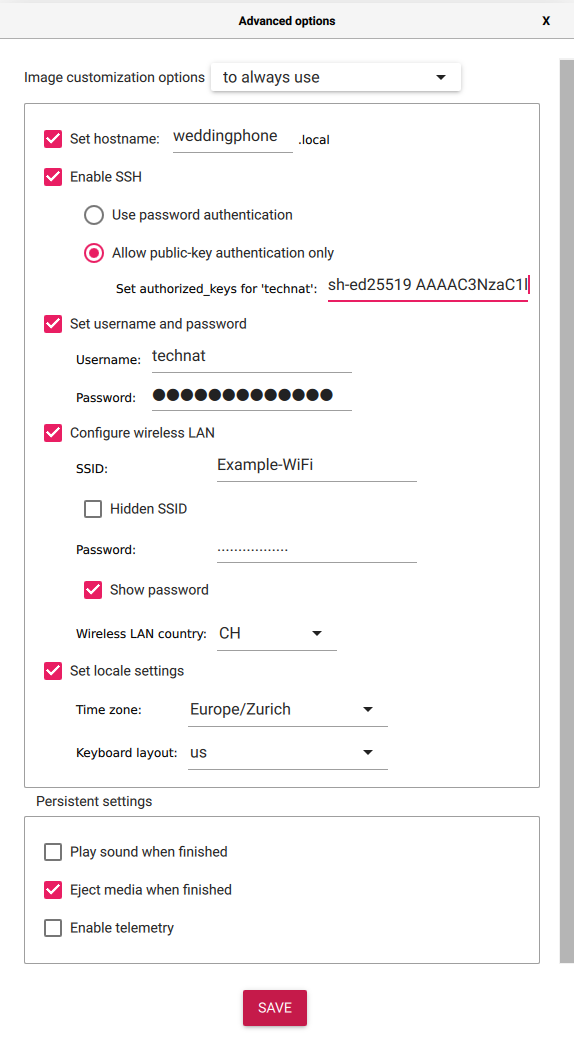 Advanced options X
Image customization options to always use
Set hostname: weddingphone .local
Enable SSH
Use password authentication
Allow public-key authentication only
Set authorized_keys for 'technat': sh-ed25519 AAAAC3NzaC1l
Set username and password
Username: technat
Password: ●●●●●●●●●●●●●
Configure wireless LAN
SSID: Example-WiFi
Hidden SSID
Password: .................
Show password
Wireless LAN country: CH
Set locale settings
Time zone: Europe/Zurich
Keyboard layout: us
Persistent settings
Play sound when finished
Eject media when finished
Enable telemetry
SAVE